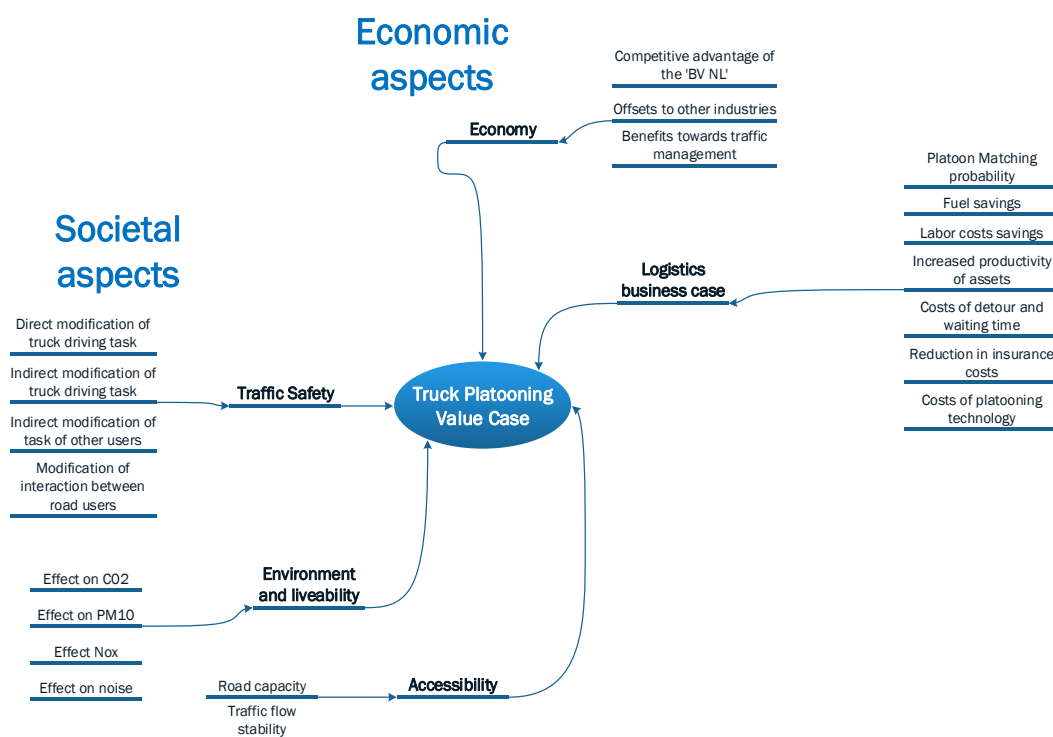 Economic
aspects
Competitive advantage of
the 'BV NL'
Offsets to other industries
Benefits towards traffic
management
Economy
Platoon Matching
probability
Fuel savings
Labor costs savings
Increased productivity
of assets
Costs of detour and
waiting time
Reduction in insurance
costs
Costs of platooning
technology
Logistics
business case
Societal
aspects
Direct modification of
truck driving task
Indirect modification of
truck driving task
Indirect modification of
task of other users
Modification of
interaction between
road users
Traffic Safety
Truck Platooning
Value Case
Effect on CO2
Effect on PM10
Effect Nox
Effect on noise
Environment
and liveability
Road capacity
Traffic flow
stability
Accessibility